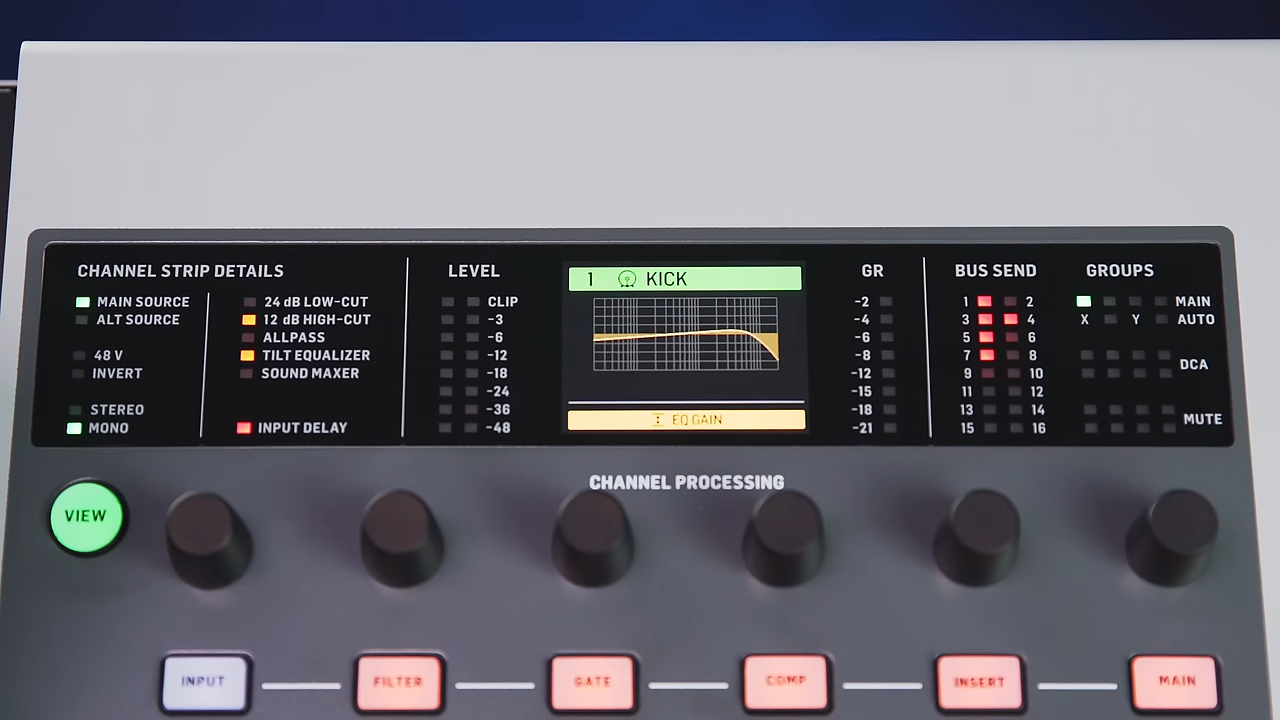 CHANNEL STRIP DETAILS
MAIN SOURCE
ALT SOURCE
48 V
INVERT
STEREO
MONO
24 dB LOW-CUT
12 dB HIGH-CUT
ALLPASS
TILT EQUALIZER
SOUND MAXER
INPUT DELAY
LEVEL
CLIP
-3
-6
-12
-18
-24
-36
-48
1 KICK
EQ GAIN
GR
-2
-4
-6
-8
-12
-15
-18
-21
BUS SEND
1 2
3 4
5 6
7 8
9 10
11 12
13 14
15 16
GROUPS
MAIN
X Y AUTO
DCA
MUTE
CHANNEL PROCESSING
VIEW
INPUT FILTER GATE COMP INSERT MAIN